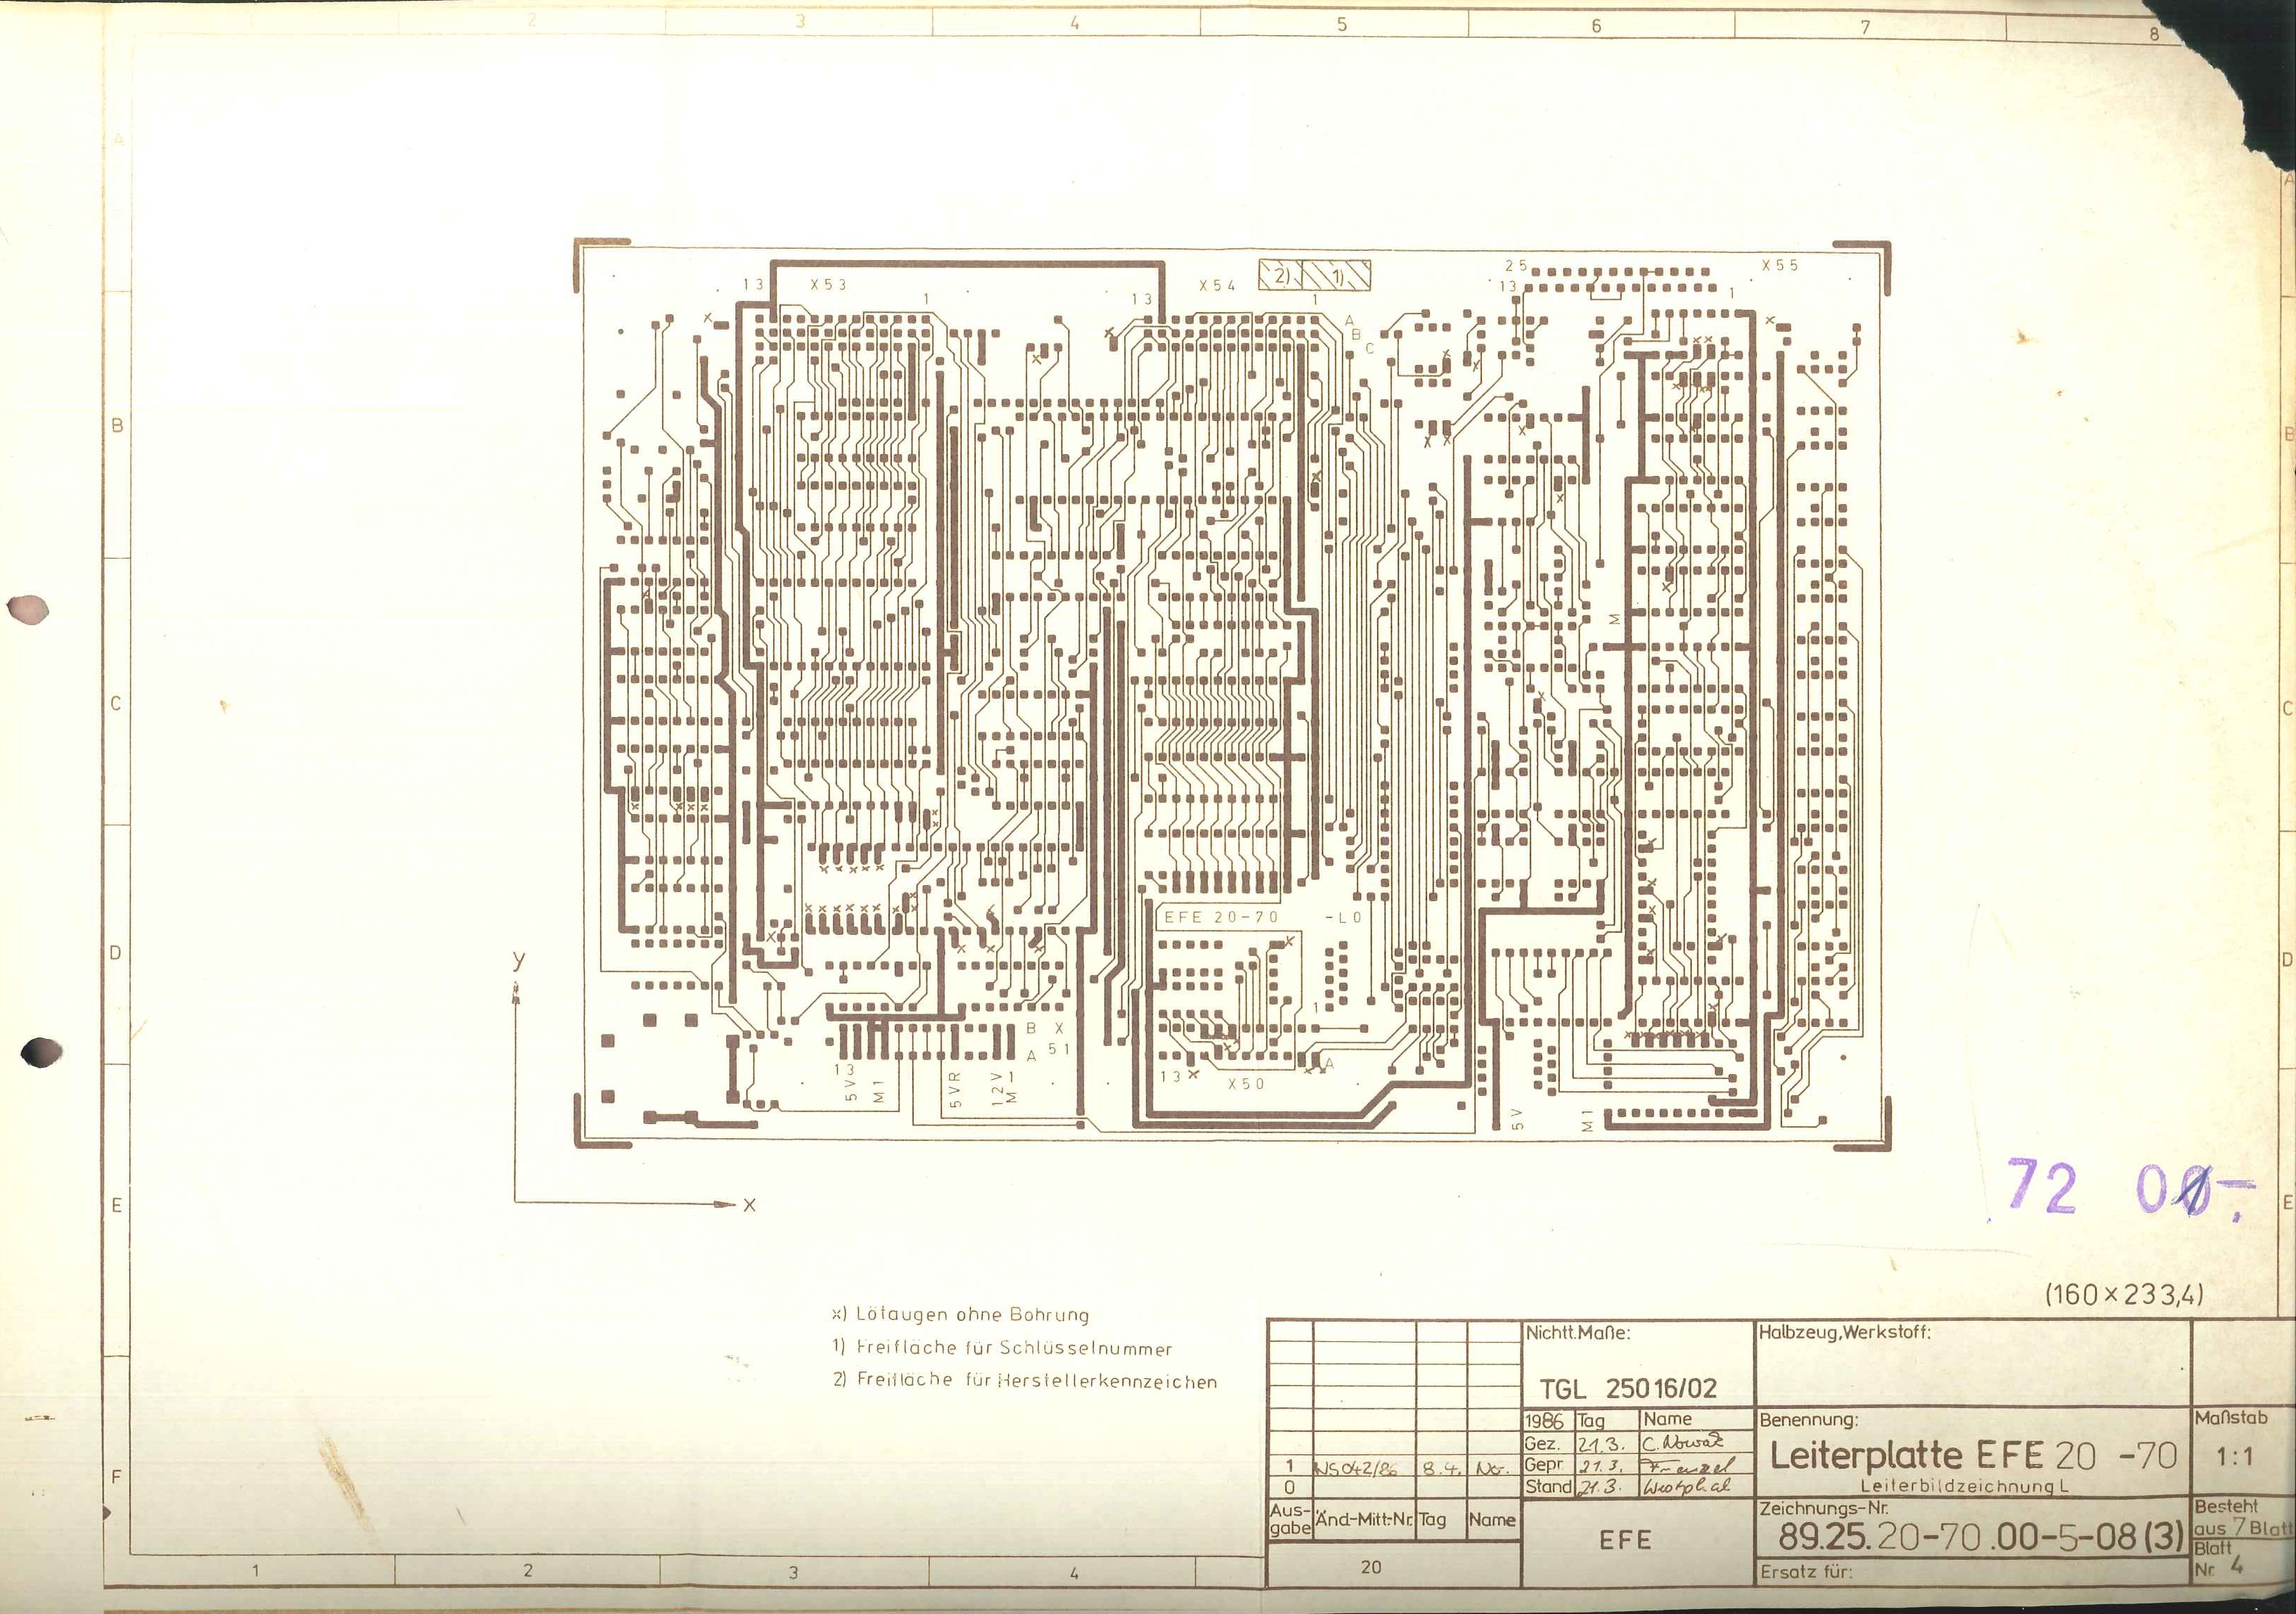 2 3 4 5 6 7 8
A
A
B
B
C
C
D
D
E
E
F
13 X53 1
13 X54 2) 1) 1
25 X55
13 1
A
B
C
M
EFE 20-70 -L0
1
B X
A 51
A
13 X50
13
5V
M1
5VR
12V
M1
5V
M1
y
x
72 01-.
(160×233,4)
x) Lötaugen ohne Bohrung
1) Freifläche für Schlüsselnummer
2) Freifläche für Herstellerkennzeichen
Nichtt.Maße:
TGL 25016/02
Halbzeug,Werkstoff:
1986 Tag Name
Gez. 21.3. C. Nowak
Gepr. 21.3. Frenzel
Stand 21.3. Westphal
1 NS042/86 8.4. No.
0
Aus-
gabe Änd-Mitt-Nr. Tag Name
EFE
Benennung:
Leiterplatte EFE 20 -70
Leiterbildzeichnung L
Maßstab
1:1
Zeichnungs-Nr.
89.25.20-70.00-5-08(3)
Ersatz für:
Besteht
aus 7 Blatt
Blatt
Nr. 4
1 2 3 4 20